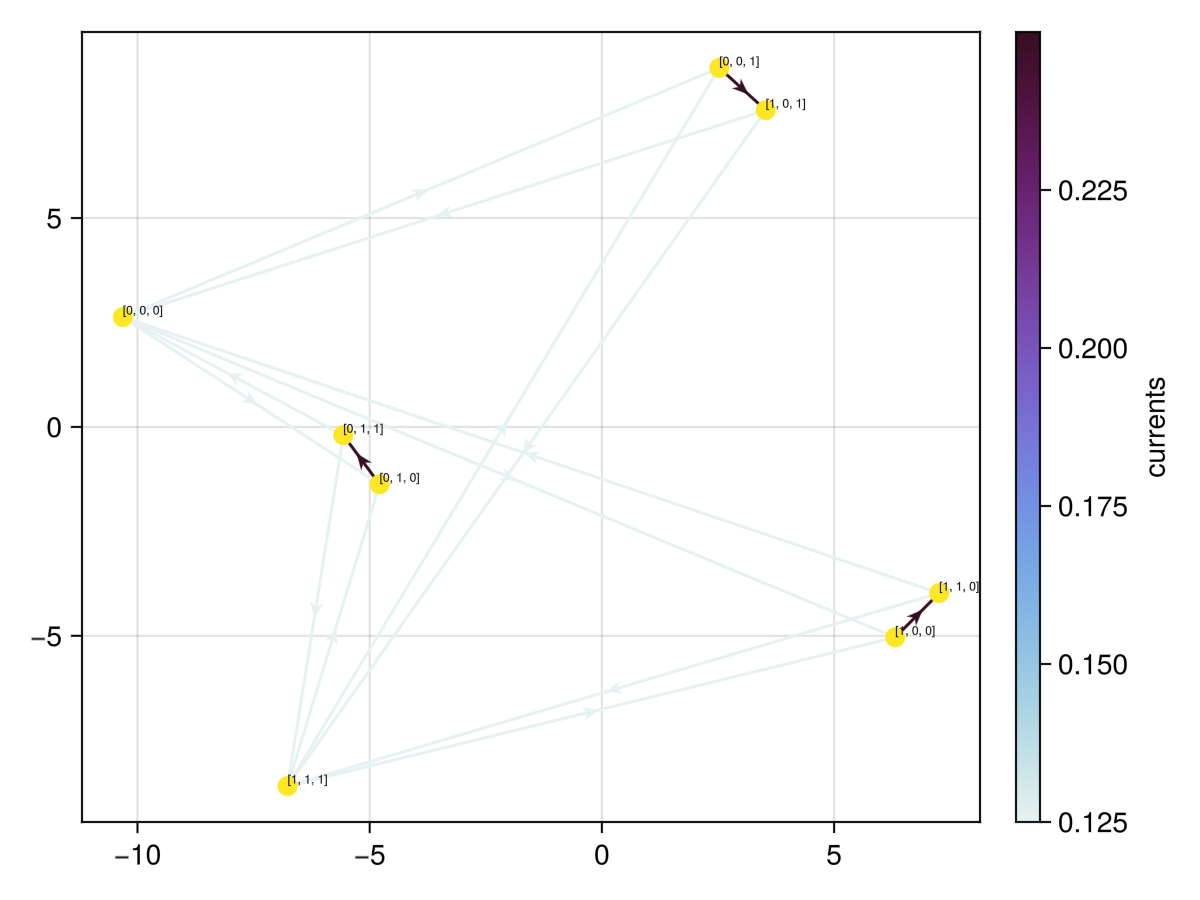 [0, 0, 1]
[1, 0, 1]
[0, 0, 0]
[0, 1, 1]
[0, 1, 0]
[1, 1, 0]
[1, 0, 0]
[1, 1, 1]
5
0
−5
−10
−5
0
5
0.225
0.200
0.175
0.150
0.125
currents